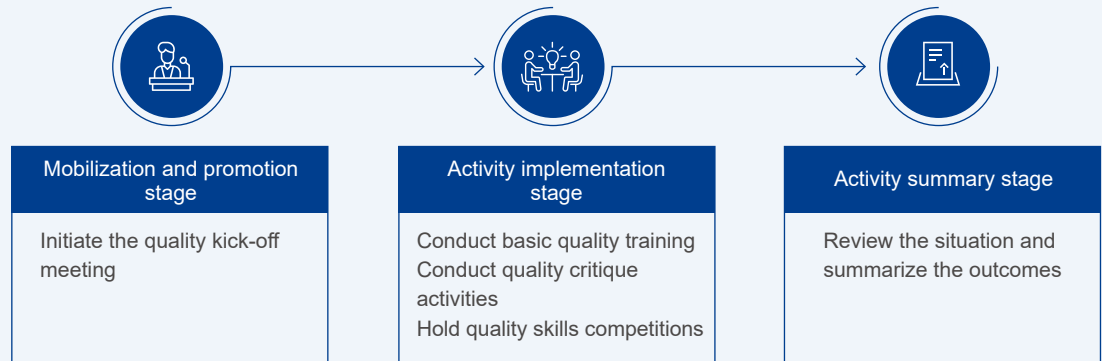 Mobilization and promotion
stage
Initiate the quality kick-off
meeting
Activity implementation
stage
Conduct basic quality training
Conduct quality critique
activities
Hold quality skills competitions
Activity summary stage
Review the situation and
summarize the outcomes